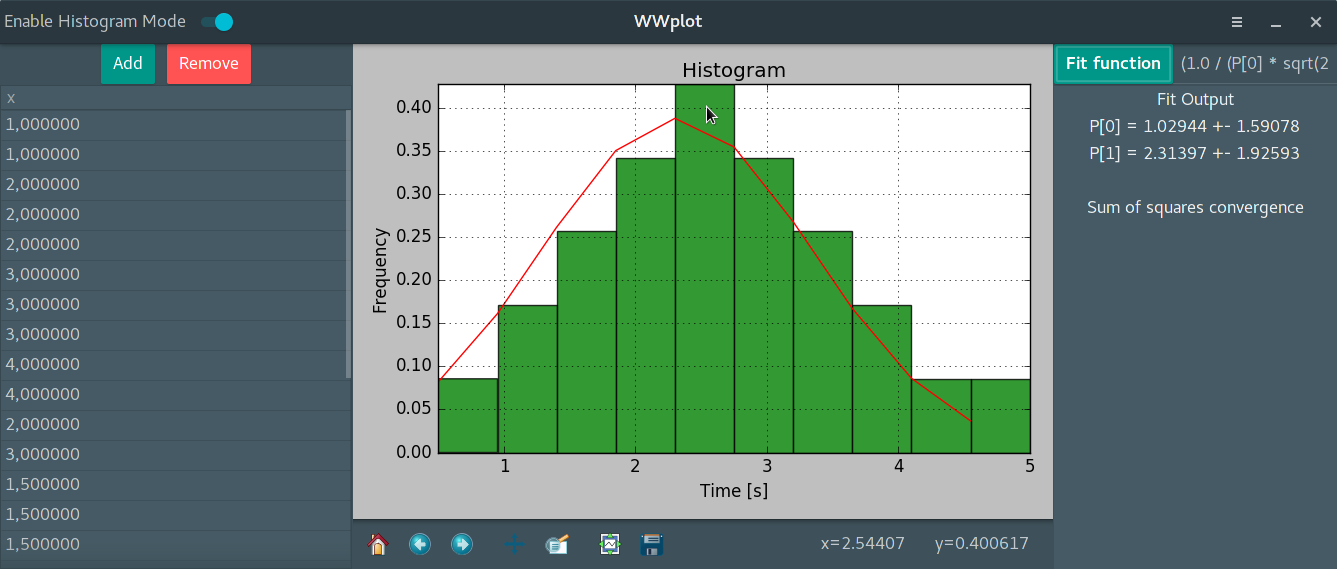 Enable Histogram Mode
WWplot
Add
Remove
x
1,000000
1,000000
2,000000
2,000000
2,000000
3,000000
3,000000
3,000000
4,000000
4,000000
2,000000
3,000000
1,500000
1,500000
1,500000
Histogram
Frequency
0.40
0.35
0.30
0.25
0.20
0.15
0.10
0.05
0.00
1 2 3 4 5
Time [s]
x=2.54407 y=0.400617
Fit function
(1.0 / (P[0] * sqrt(2
Fit Output
P[0] = 1.02944 +- 1.59078
P[1] = 2.31397 +- 1.92593
Sum of squares convergence